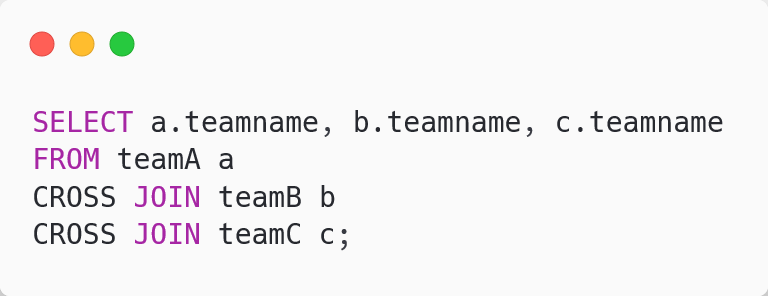 SELECT a.teamname, b.teamname, c.teamname
FROM teamA a
CROSS JOIN teamB b
CROSS JOIN teamC c;